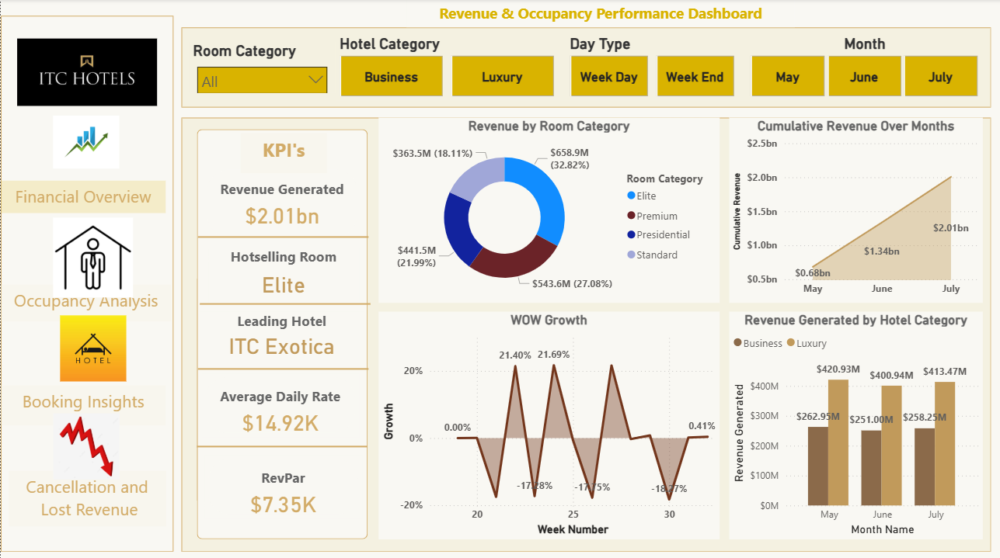 Revenue & Occupancy Performance Dashboard
ITC HOTELS
Financial Overview
Occupancy Analysis
HOTEL
Booking Insights
Cancellation and
Lost Revenue
Room Category
All
Hotel Category
Business
Luxury
Day Type
Week Day
Week End
Month
May
June
July
KPI's
Revenue Generated
$2.01bn
Hotselling Room
Elite
Leading Hotel
ITC Exotica
Average Daily Rate
$14.92K
RevPar
$7.35K
Revenue by Room Category
$363.5M (18.11%)
$658.9M
(32.82%)
$441.5M
(21.99%)
$543.6M (27.08%)
Room Category
Elite
Premium
Presidential
Standard
Cumulative Revenue Over Months
Cumulative Revenue
$2.5bn
$2.0bn
$1.5bn
$1.0bn
$0.5bn
$0.68bn
$1.34bn
$2.01bn
May
June
July
WOW Growth
Growth
20%
0%
-20%
0.00%
21.40%
21.69%
-17.28%
-17.75%
-18.27%
0.41%
20
25
30
Week Number
Revenue Generated by Hotel Category
Business
Luxury
Revenue Generated
$400M
$300M
$200M
$100M
$0M
$262.95M
$420.93M
$251.00M
$400.94M
$258.25M
$413.47M
May
June
July
Month Name